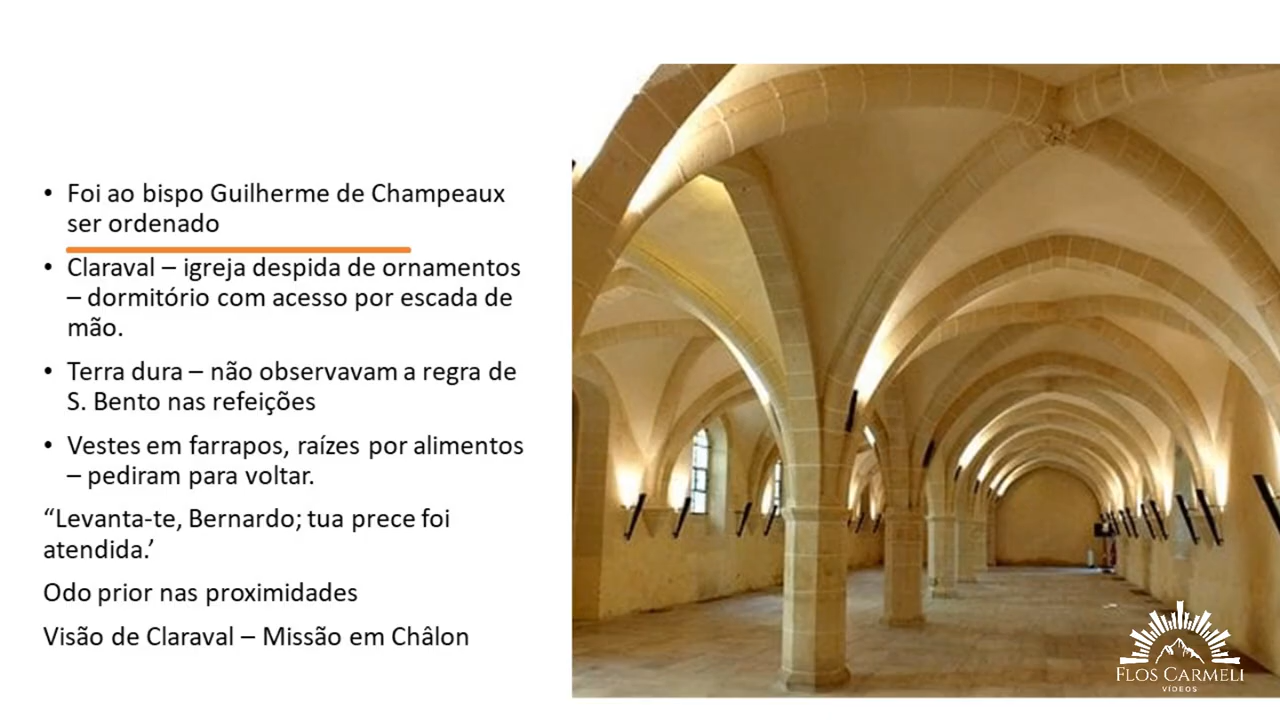 • Foi ao bispo Guilherme de Champeaux
ser ordenado
• Claraval – igreja despida de ornamentos
– dormitório com acesso por escada de
mão.
• Terra dura – não observavam a regra de
S. Bento nas refeições
• Vestes em farrapos, raízes por alimentos
– pediram para voltar.
“Levanta-te, Bernardo; tua prece foi
atendida.’
Odo prior nas proximidades
Visão de Claraval – Missão em Châlon
FLOS CARMELI
VÍDEOS